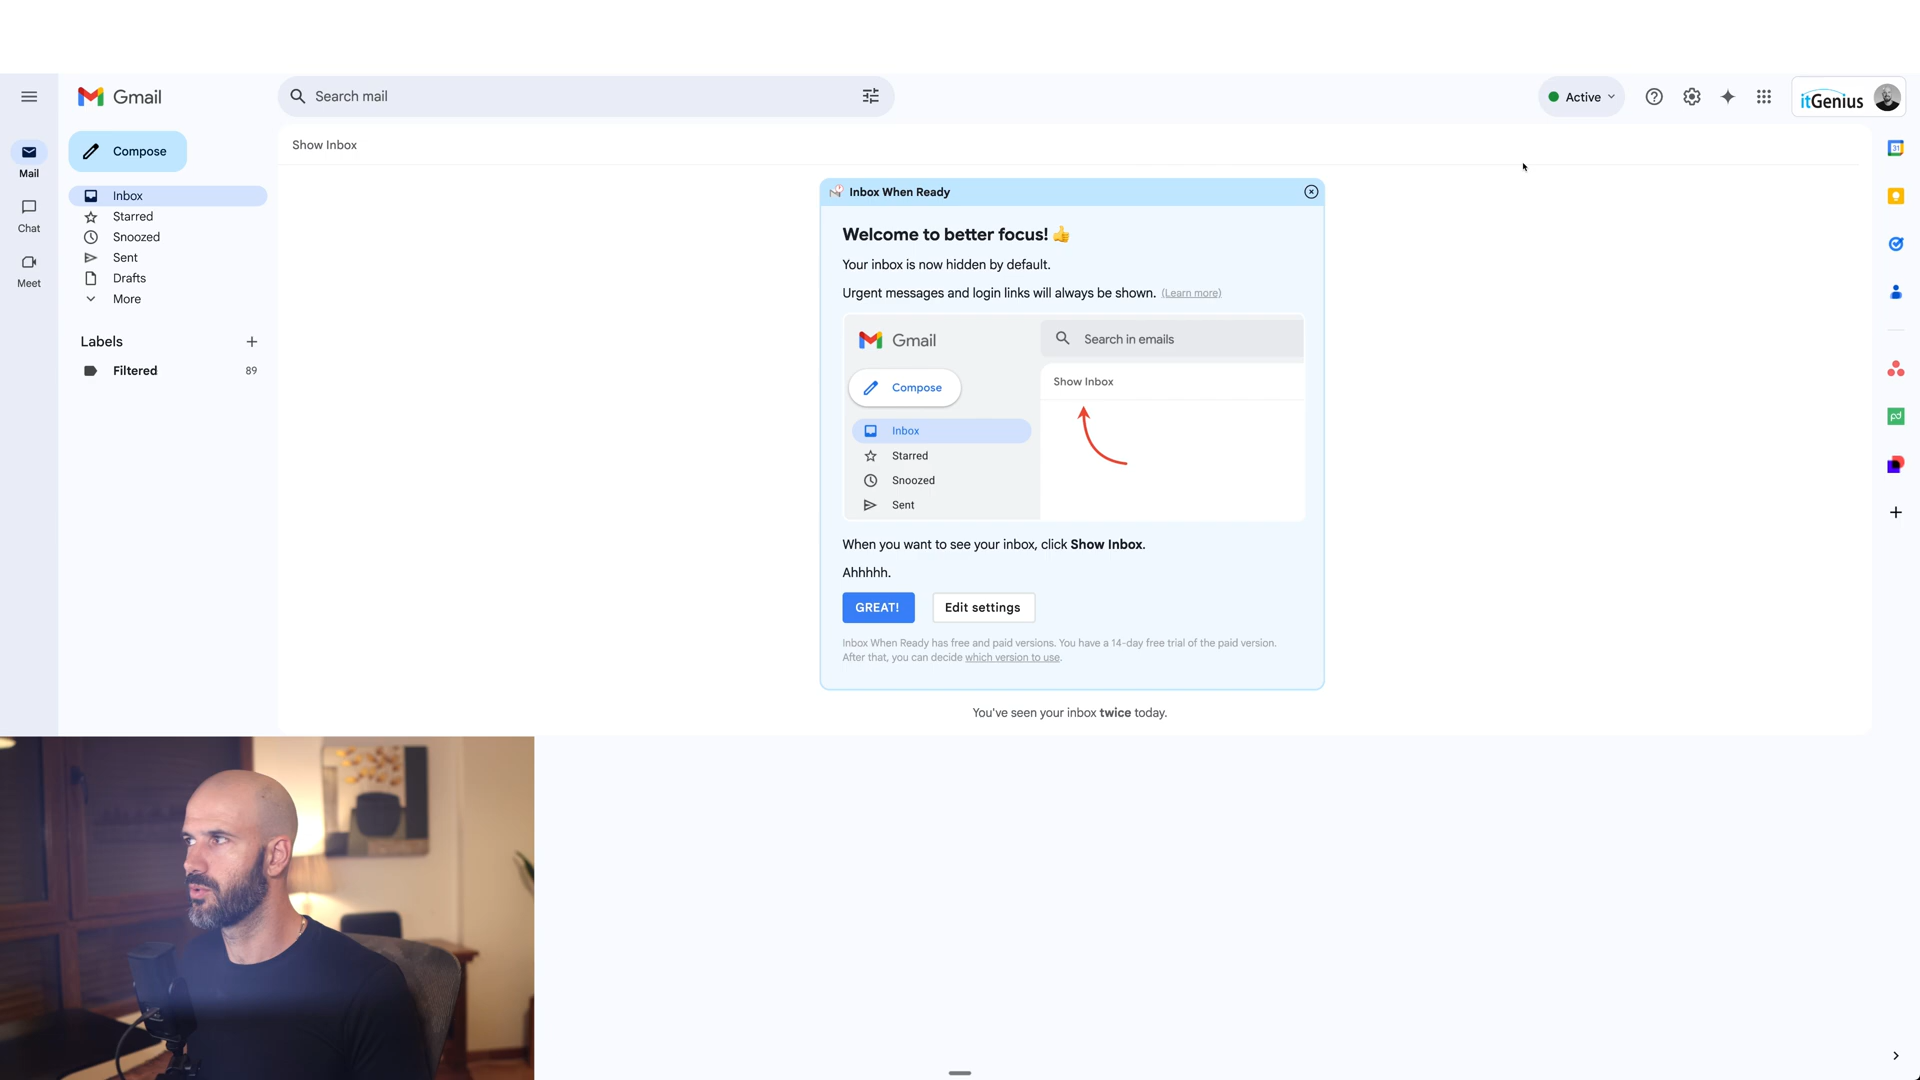 Gmail
Search mail
Active
itGenius
Compose
Show Inbox
Mail
Inbox
Starred
Chat
Snoozed
Sent
Meet
Drafts
More
Labels
Filtered 89
Inbox When Ready
Welcome to better focus! 👍
Your inbox is now hidden by default.
Urgent messages and login links will always be shown. (Learn more)
Gmail
Search in emails
Compose
Show Inbox
Inbox
Starred
Snoozed
Sent
When you want to see your inbox, click Show Inbox.
Ahhhhh.
GREAT! Edit settings
Inbox When Ready has free and paid versions. You have a 14-day free trial of the paid version.
After that, you can decide which version to use.
You've seen your inbox twice today.
31
pd